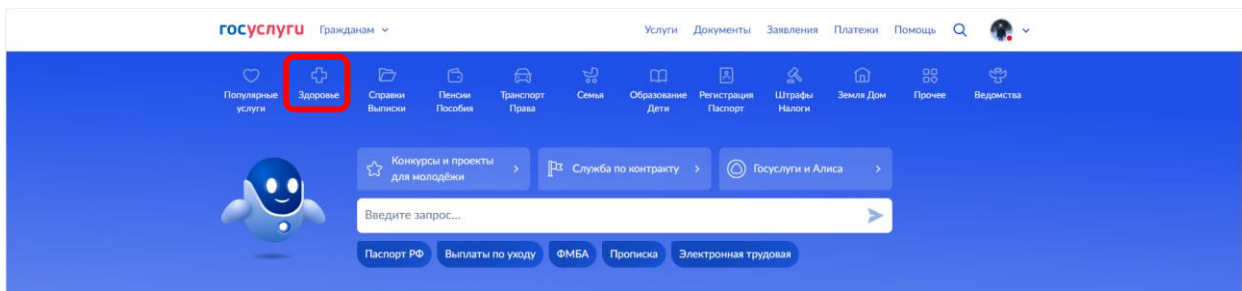 госуслуги Гражданам Услуги Документы Заявления Платежи Помощь
Популярные услуги
Здоровье
Справки Выписки
Пенсии Пособия
Транспорт Права
Семья
Образование Дети
Регистрация Паспорт
Штрафы Налоги
Земля Дом
Прочее
Ведомства
Конкурсы и проекты
для молодёжи
Служба по контракту
Госуслуги и Алиса
Введите запрос...
Паспорт РФ Выплаты по уходу ФМБА Прописка Электронная трудовая